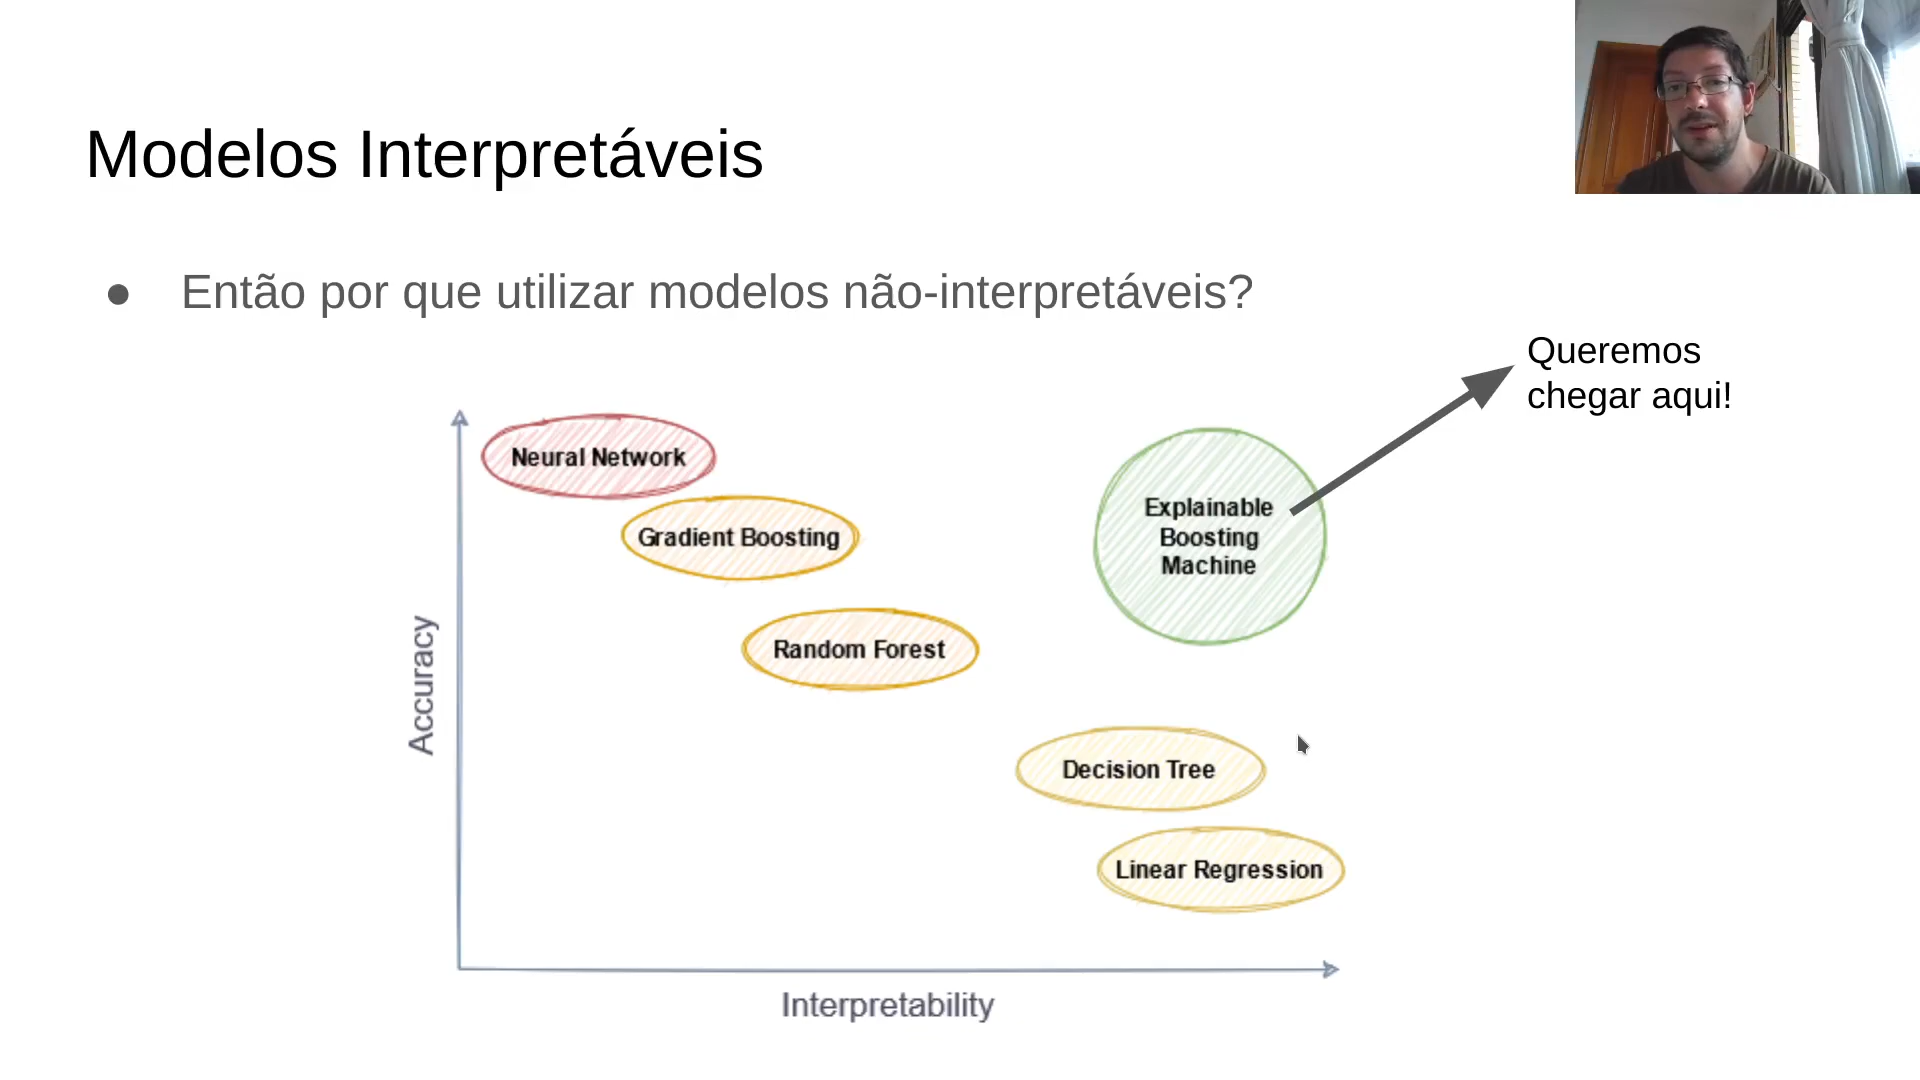 Modelos Interpretáveis
● Então por que utilizar modelos não-interpretáveis?
Queremos
chegar aqui!
Neural Network
Gradient Boosting
Explainable
Boosting
Machine
Random Forest
Decision Tree
Linear Regression
Accuracy
Interpretability